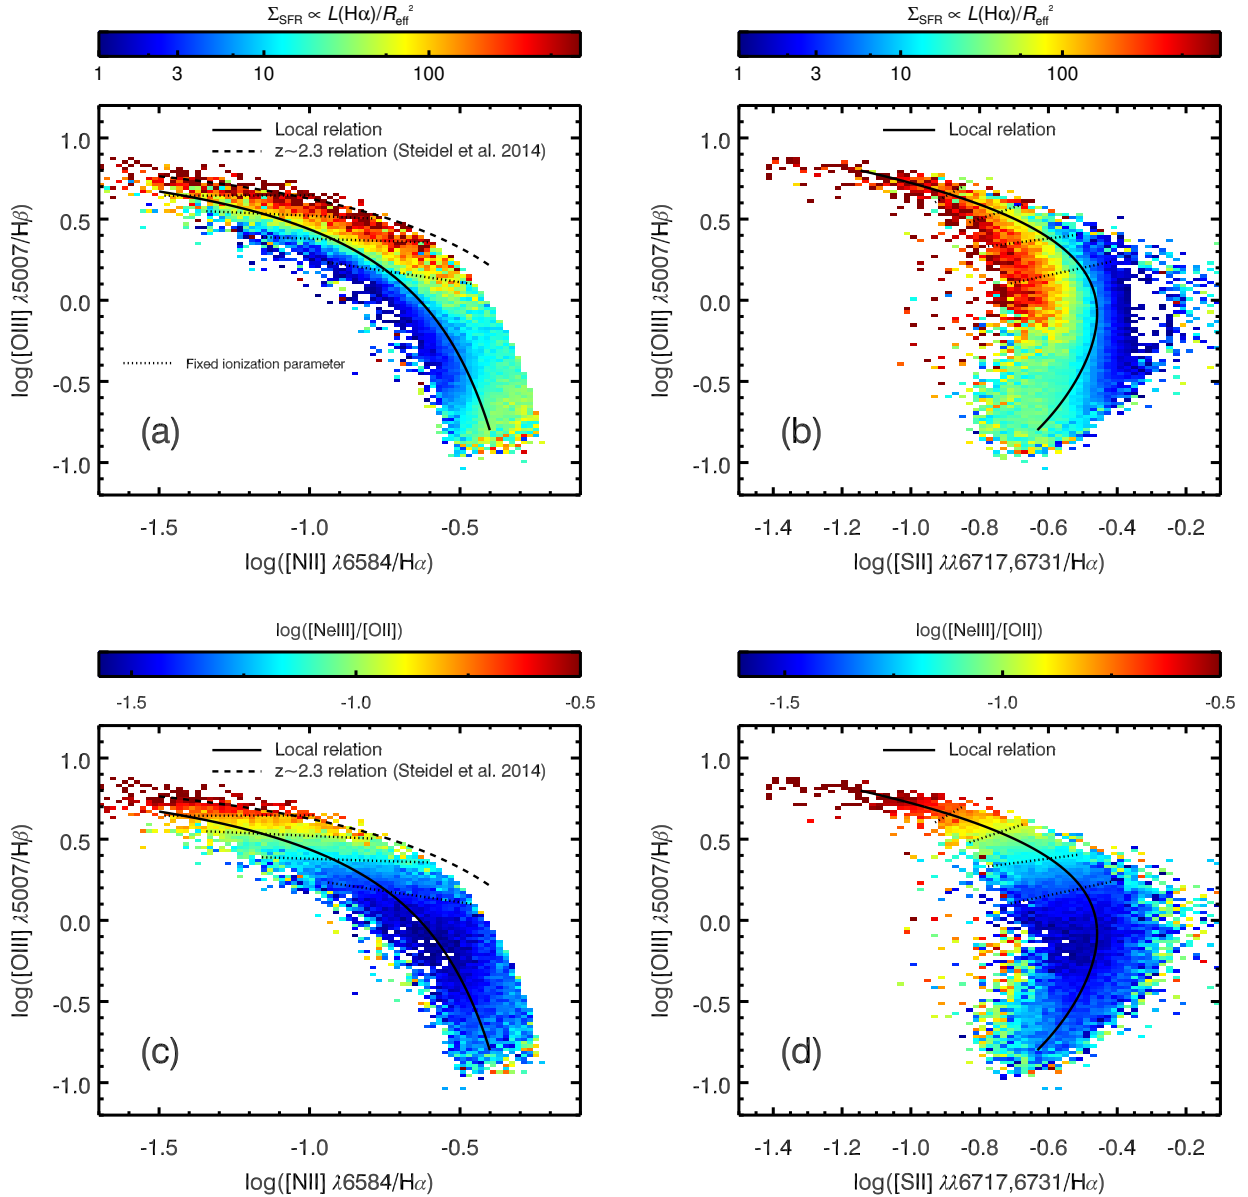 Σ_SFR ∝ L(Hα)/R_eff²
1 3 10 100
Local relation
z~2.3 relation (Steidel et al. 2014)
Fixed ionization parameter
(a)
1.0
0.5
0.0
-0.5
-1.0
log([OIII] λ5007/Hβ)
-1.5 -1.0 -0.5
log([NII] λ6584/Hα)
Σ_SFR ∝ L(Hα)/R_eff²
1 3 10 100
Local relation
(b)
1.0
0.5
0.0
-0.5
-1.0
log([OIII] λ5007/Hβ)
-1.4 -1.2 -1.0 -0.8 -0.6 -0.4 -0.2
log([SII] λλ6717,6731/Hα)
log([NeIII]/[OII])
-1.5 -1.0 -0.5
Local relation
z~2.3 relation (Steidel et al. 2014)
(c)
1.0
0.5
0.0
-0.5
-1.0
log([OIII] λ5007/Hβ)
-1.5 -1.0 -0.5
log([NII] λ6584/Hα)
log([NeIII]/[OII])
-1.5 -1.0 -0.5
Local relation
(d)
1.0
0.5
0.0
-0.5
-1.0
log([OIII] λ5007/Hβ)
-1.4 -1.2 -1.0 -0.8 -0.6 -0.4 -0.2
log([SII] λλ6717,6731/Hα)